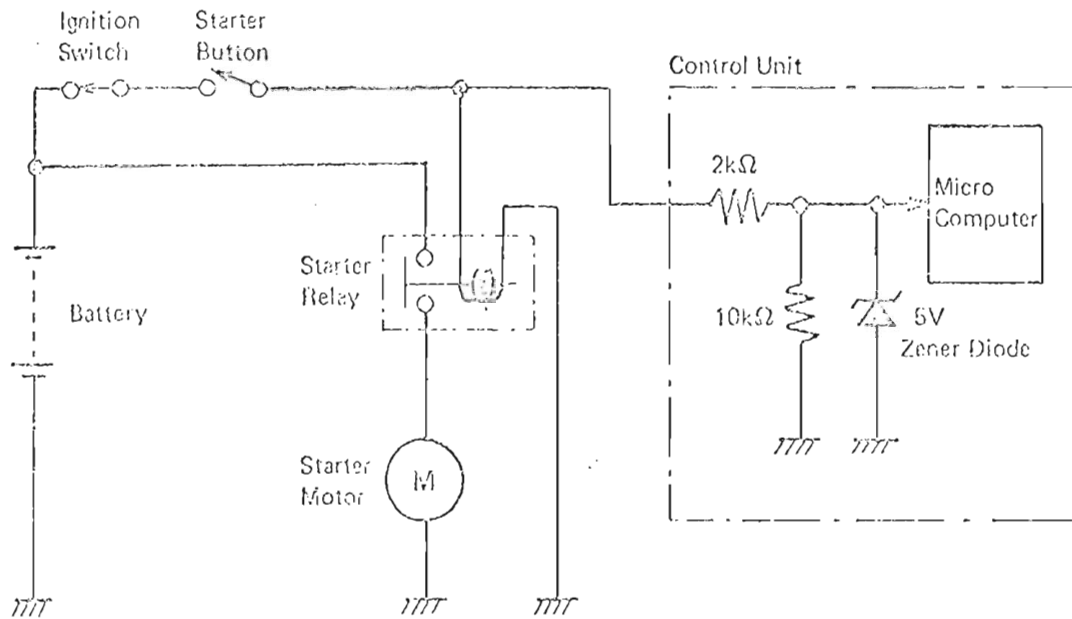 Ignition
Switch
Starter
Button
Control Unit
2kΩ
Micro
Computer
Starter
Relay
Battery
10kΩ
5V
Zener Diode
Starter
Motor
M